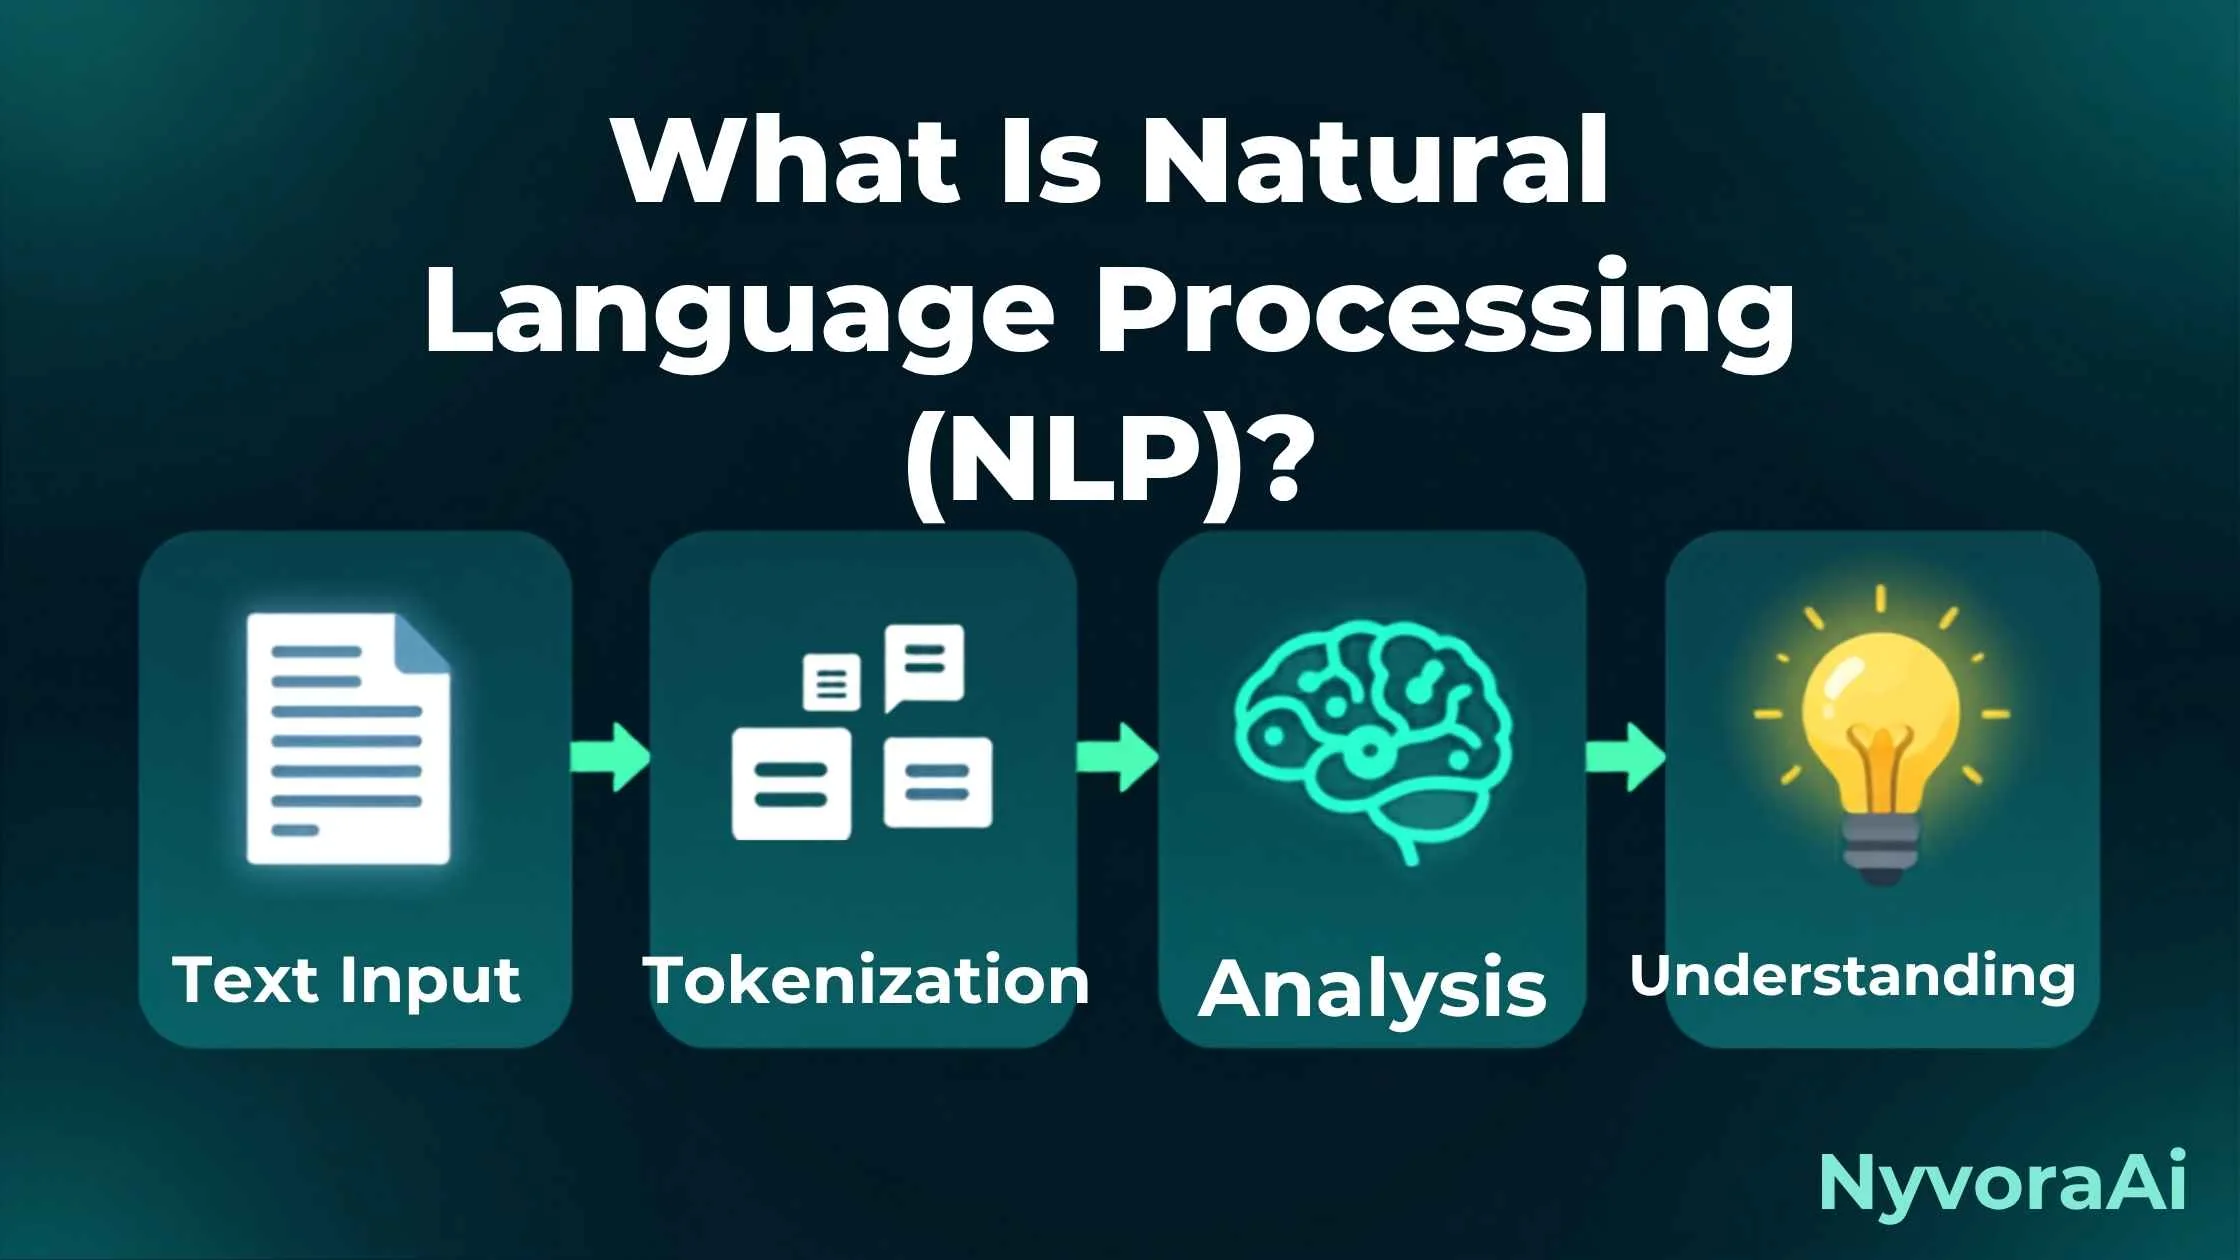 What Is Natural
Language Processing
(NLP)?
Text Input
Tokenization
Analysis
Understanding
NyvoraAi